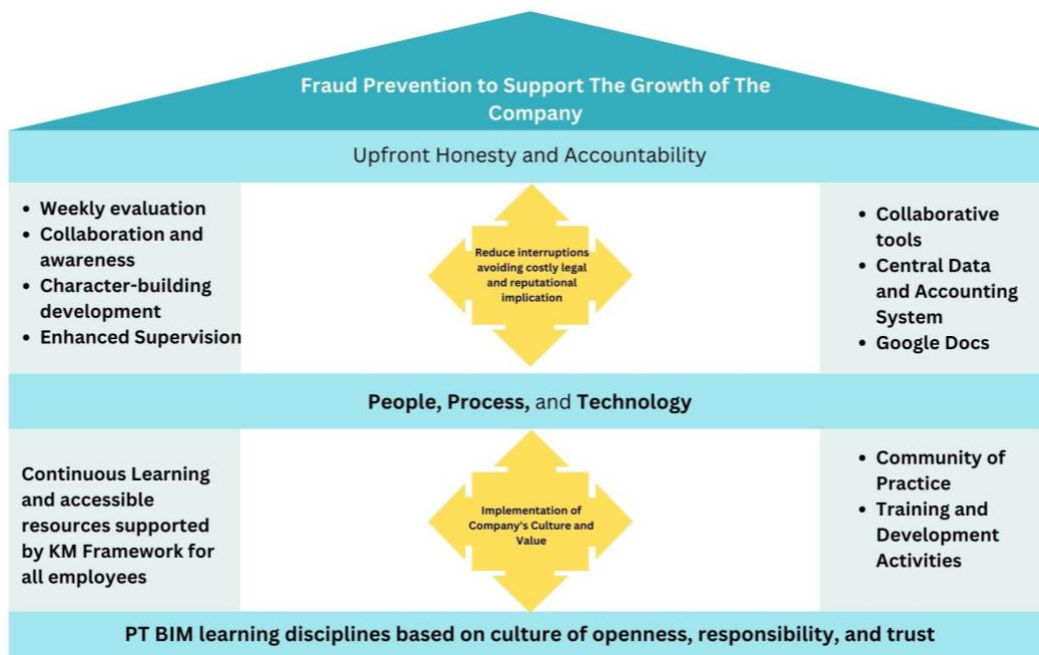 Fraud Prevention to Support The Growth of The
Company
Upfront Honesty and Accountability
• Weekly evaluation
• Collaboration and
awareness
• Character-building
development
• Enhanced Supervision
Reduce interruptions
avoiding costly legal
and reputational
implication
• Collaborative
tools
• Central Data
and Accounting
System
• Google Docs
People, Process, and Technology
Continuous Learning
and accessible
resources supported
by KM Framework for
all employees
Implementation of
Company's Culture and
Value
• Community of
Practice
• Training and
Development
Activities
PT BIM learning disciplines based on culture of openness, responsibility, and trust